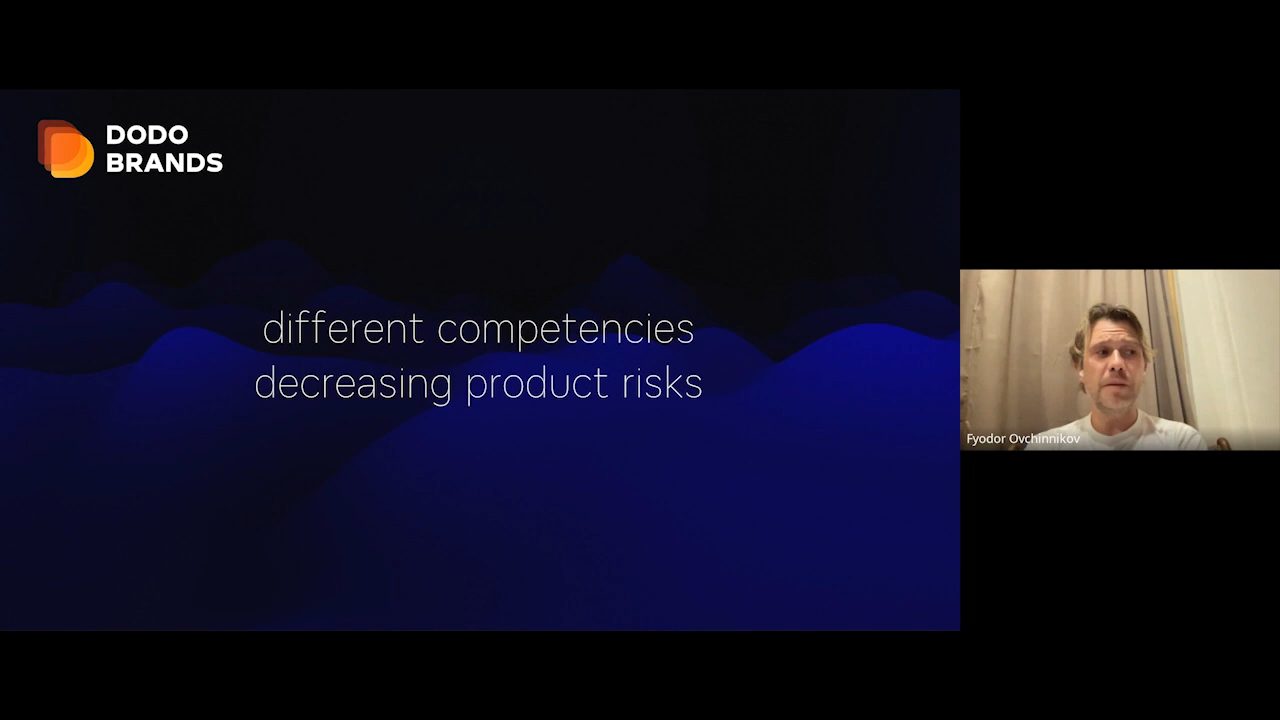 DODO
BRANDS
different competencies
decreasing product risks
Fyodor Ovchinnikov